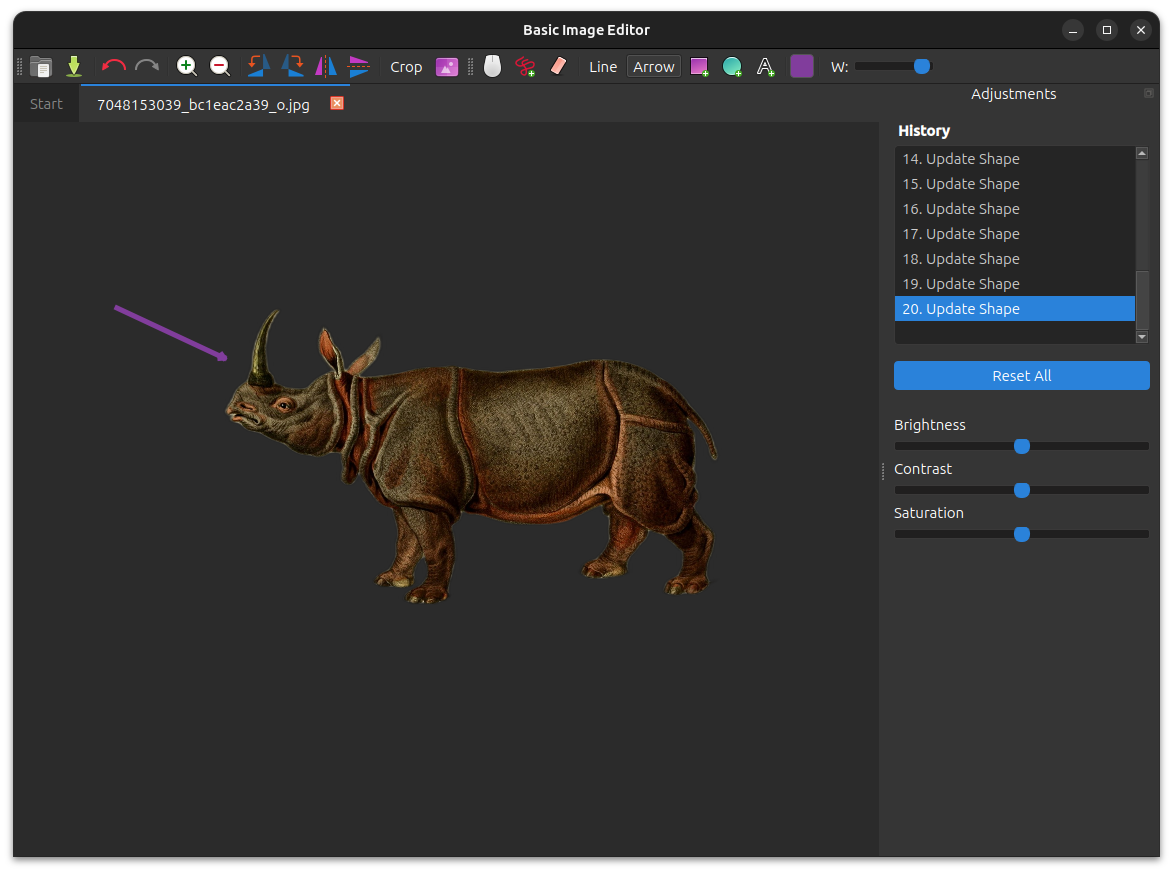 Basic Image Editor
Crop
Line
Arrow
W:
Start
7048153039_bc1eac2a39_o.jpg
Adjustments
History
14. Update Shape
15. Update Shape
16. Update Shape
17. Update Shape
18. Update Shape
19. Update Shape
20. Update Shape
Reset All
Brightness
Contrast
Saturation